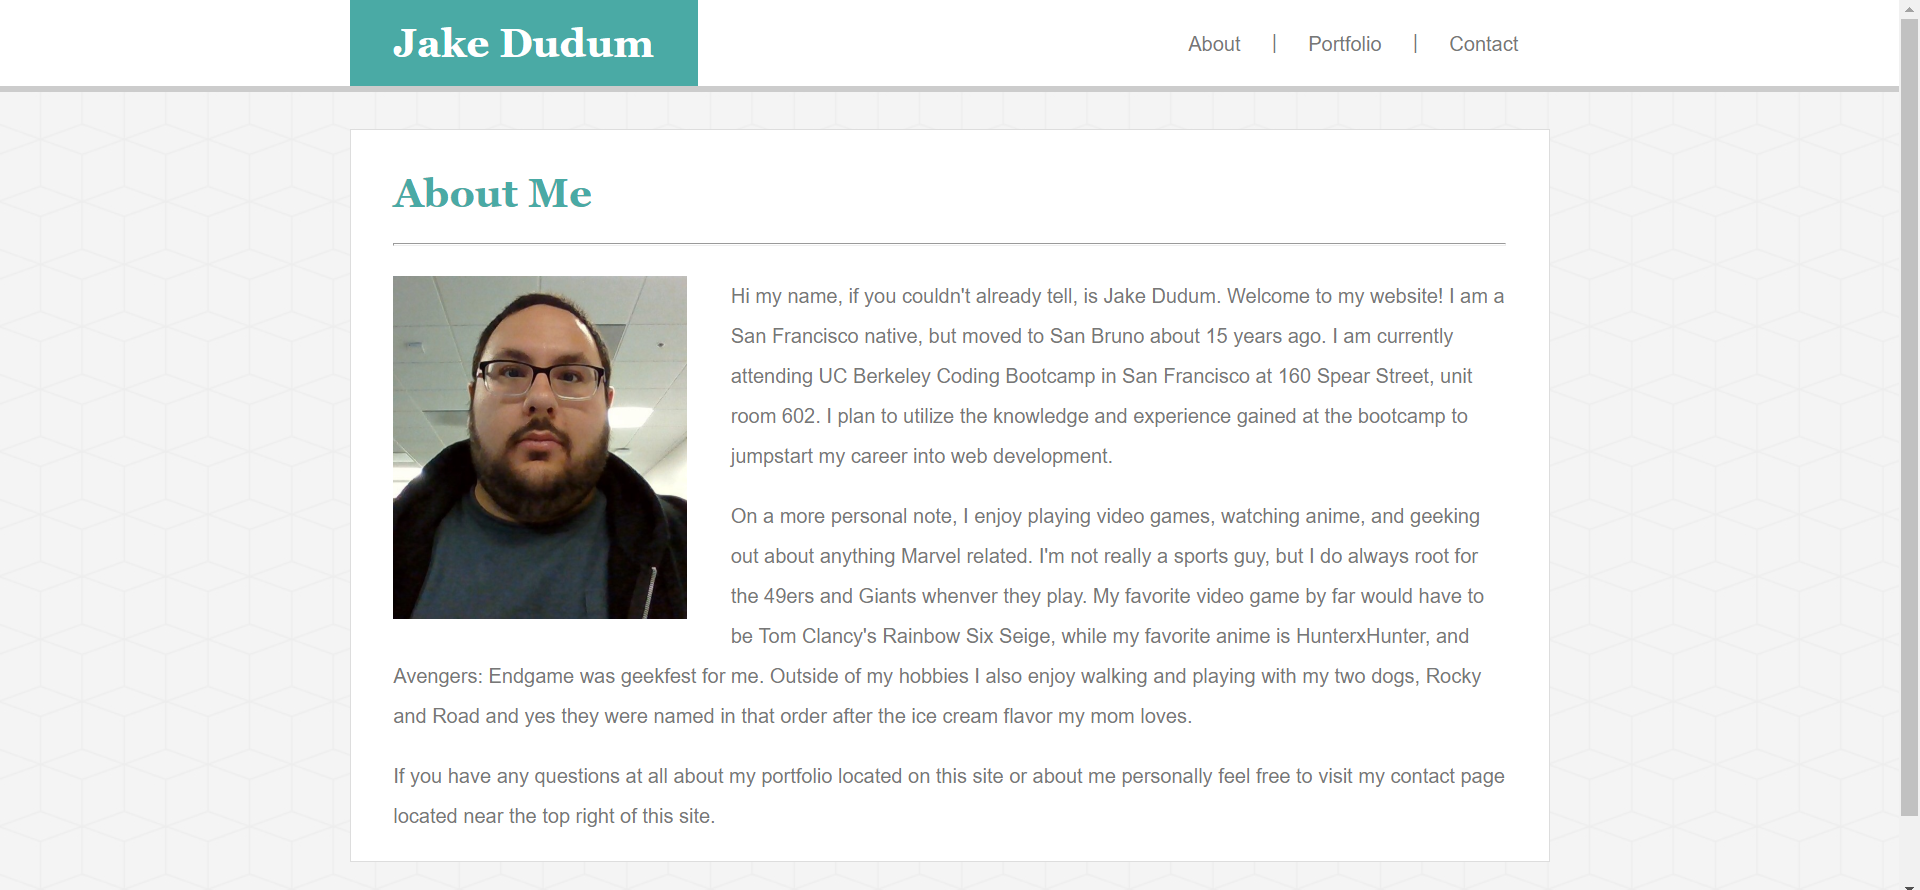 Jake Dudum
About | Portfolio | Contact
About Me
Hi my name, if you couldn't already tell, is Jake Dudum. Welcome to my website! I am a
San Francisco native, but moved to San Bruno about 15 years ago. I am currently
attending UC Berkeley Coding Bootcamp in San Francisco at 160 Spear Street, unit
room 602. I plan to utilize the knowledge and experience gained at the bootcamp to
jumpstart my career into web development.
On a more personal note, I enjoy playing video games, watching anime, and geeking
out about anything Marvel related. I'm not really a sports guy, but I do always root for
the 49ers and Giants whenver they play. My favorite video game by far would have to
be Tom Clancy's Rainbow Six Seige, while my favorite anime is HunterxHunter, and
Avengers: Endgame was geekfest for me. Outside of my hobbies I also enjoy walking and playing with my two dogs, Rocky
and Road and yes they were named in that order after the ice cream flavor my mom loves.
If you have any questions at all about my portfolio located on this site or about me personally feel free to visit my contact page
located near the top right of this site.